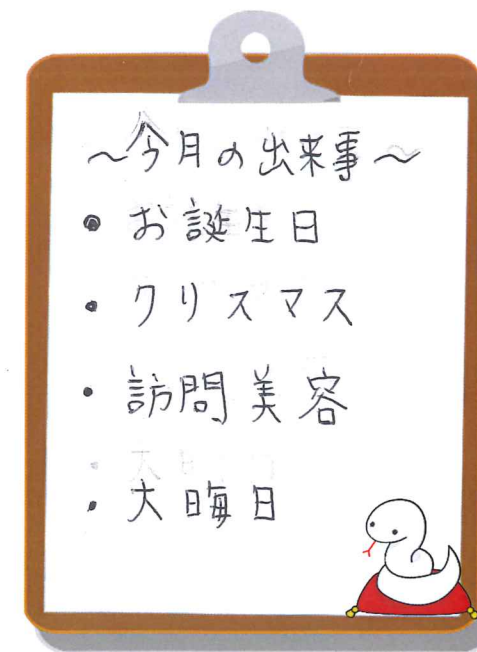 ～今月の出来事～
・お誕生日
・クリスマス
・訪問美容
・大晦日